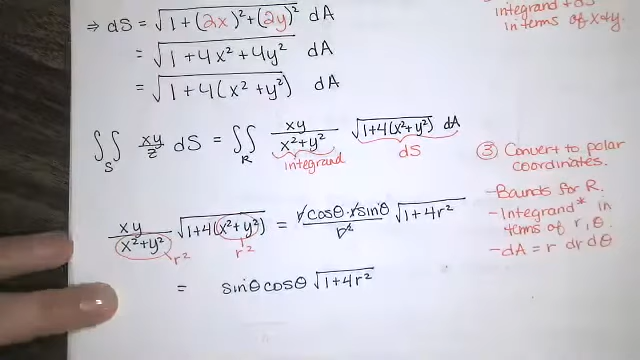 ⇒ dS = √(1 + (2x)² + (2y)²) dA
= √(1 + 4x² + 4y²) dA
= √(1 + 4(x² + y²)) dA
integrand + dS
in terms of x + y.
∫∫_S xy/z dS = ∫∫_R xy/(x² + y²) √(1+4(x²+y²)) dA
integrand dS
③ Convert to polar
coordinates.
- Bounds for R.
- Integrand* in
terms of r, θ.
- dA = r dr dθ
xy/(x² + y²) √(1+4(x²+y²)) = (r cosθ · r sinθ)/r² √(1+4r²)
r² r²
= sinθ cosθ √(1+4r²)